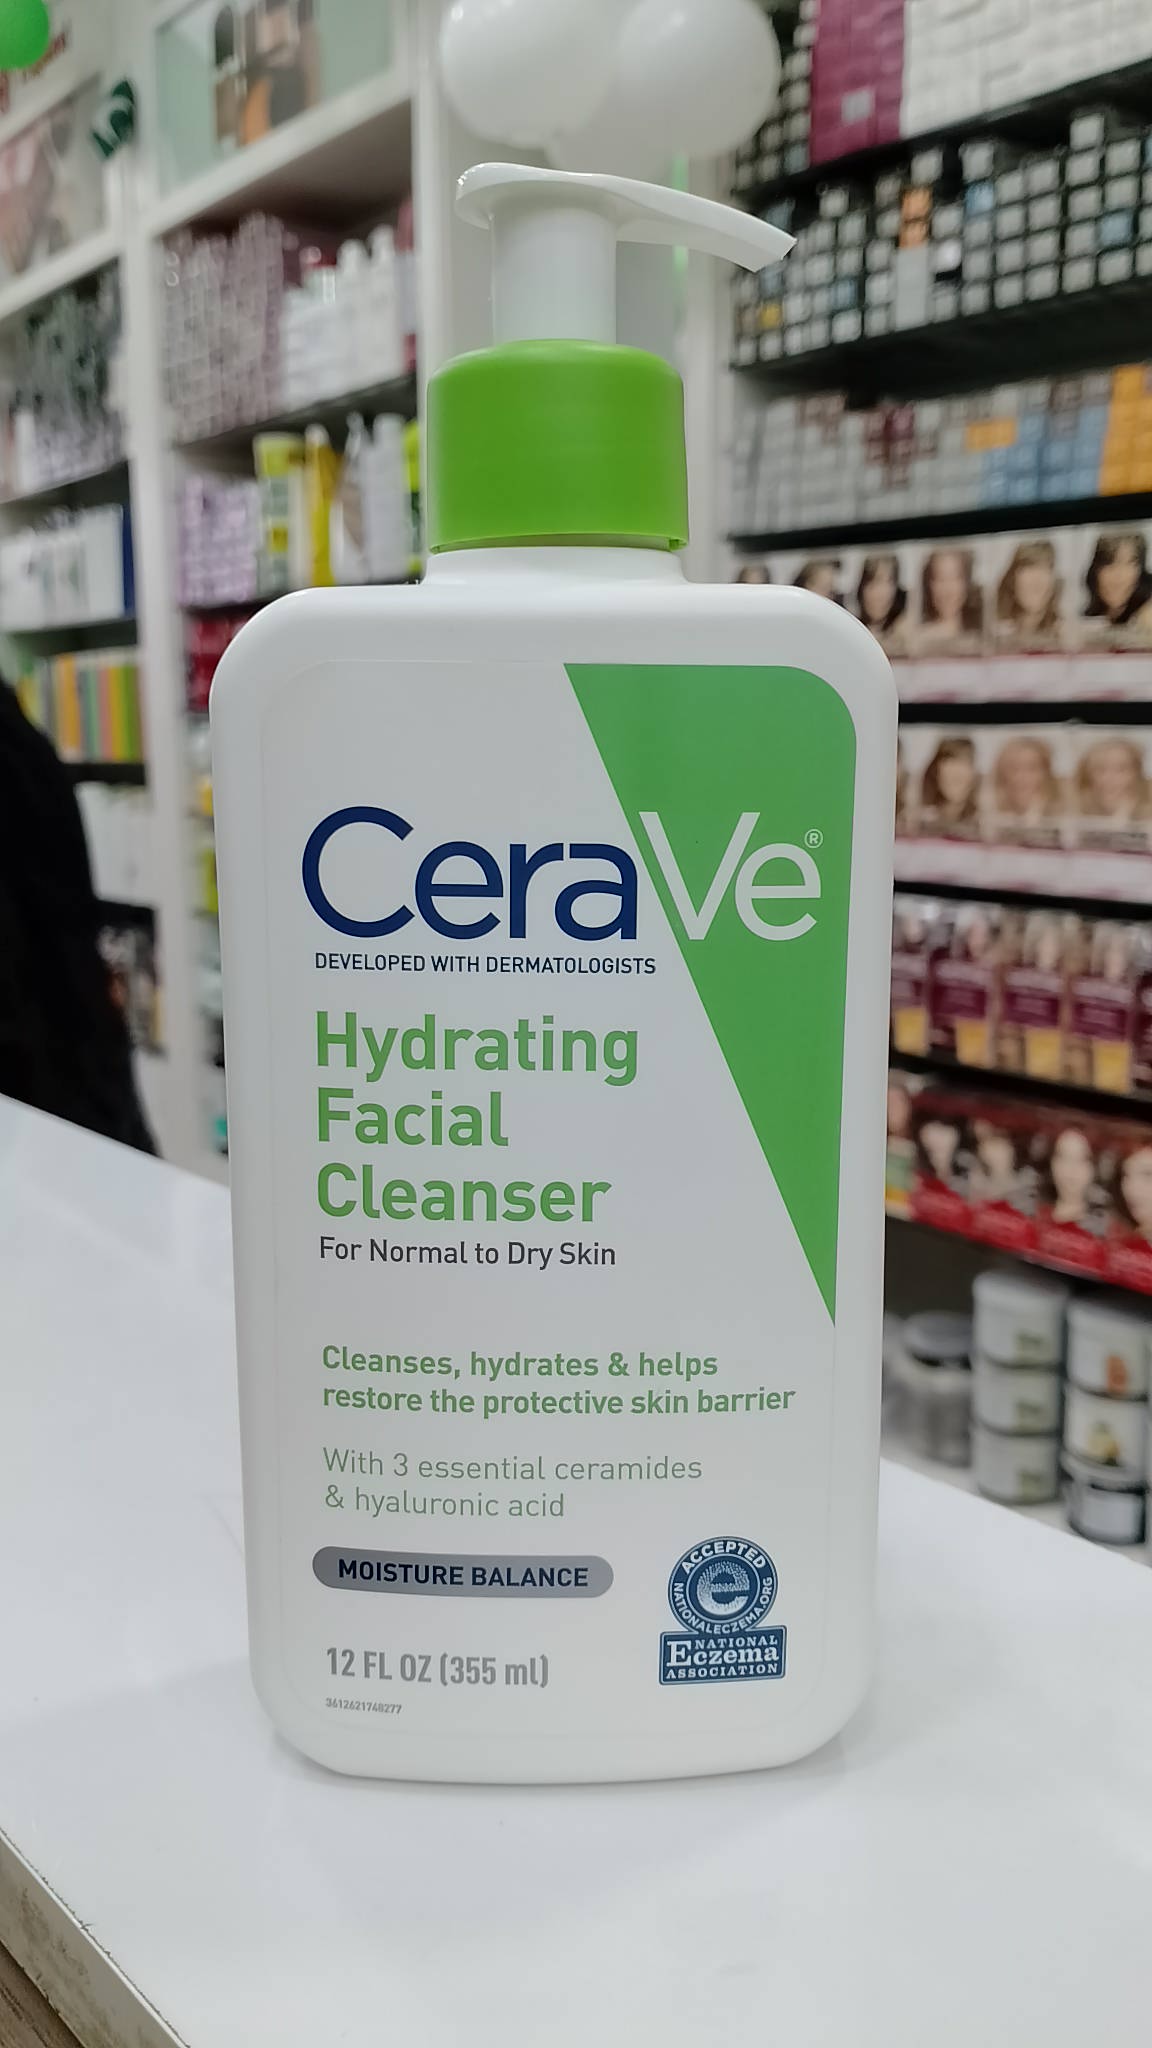 CeraVe®
DEVELOPED WITH DERMATOLOGISTS
Hydrating
Facial
Cleanser
For Normal to Dry Skin
Cleanses, hydrates & helps
restore the protective skin barrier
With 3 essential ceramides
& hyaluronic acid
MOISTURE BALANCE
ACCEPTED
NATIONALECZEMA.ORG
e
NATIONAL
Eczema
ASSOCIATION
12 FL OZ (355 ml)
3612621748277